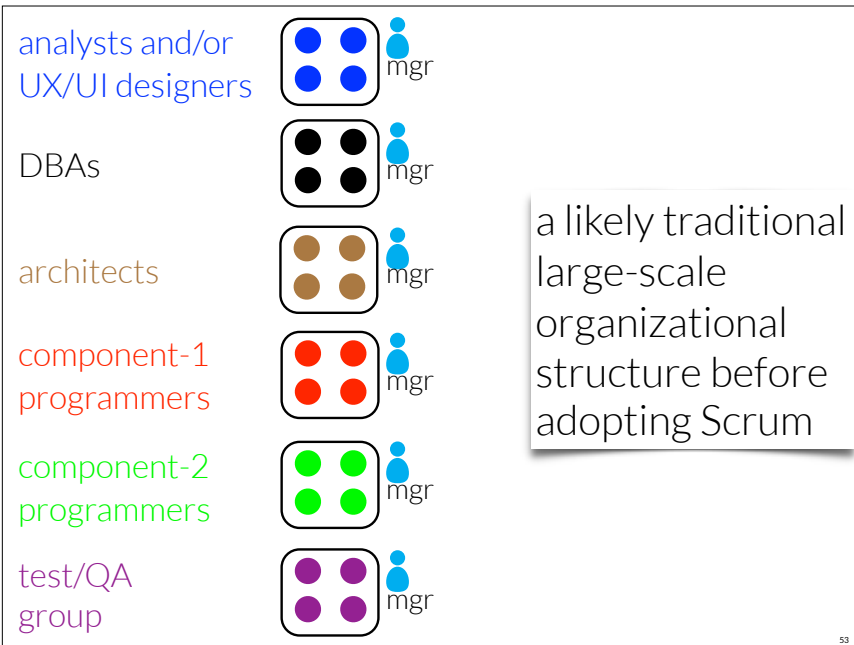 analysts and/or
UX/UI designers
mgr
DBAs
mgr
architects
mgr
component-1
programmers
mgr
component-2
programmers
mgr
test/QA
group
mgr
a likely traditional
large-scale
organizational
structure before
adopting Scrum
53